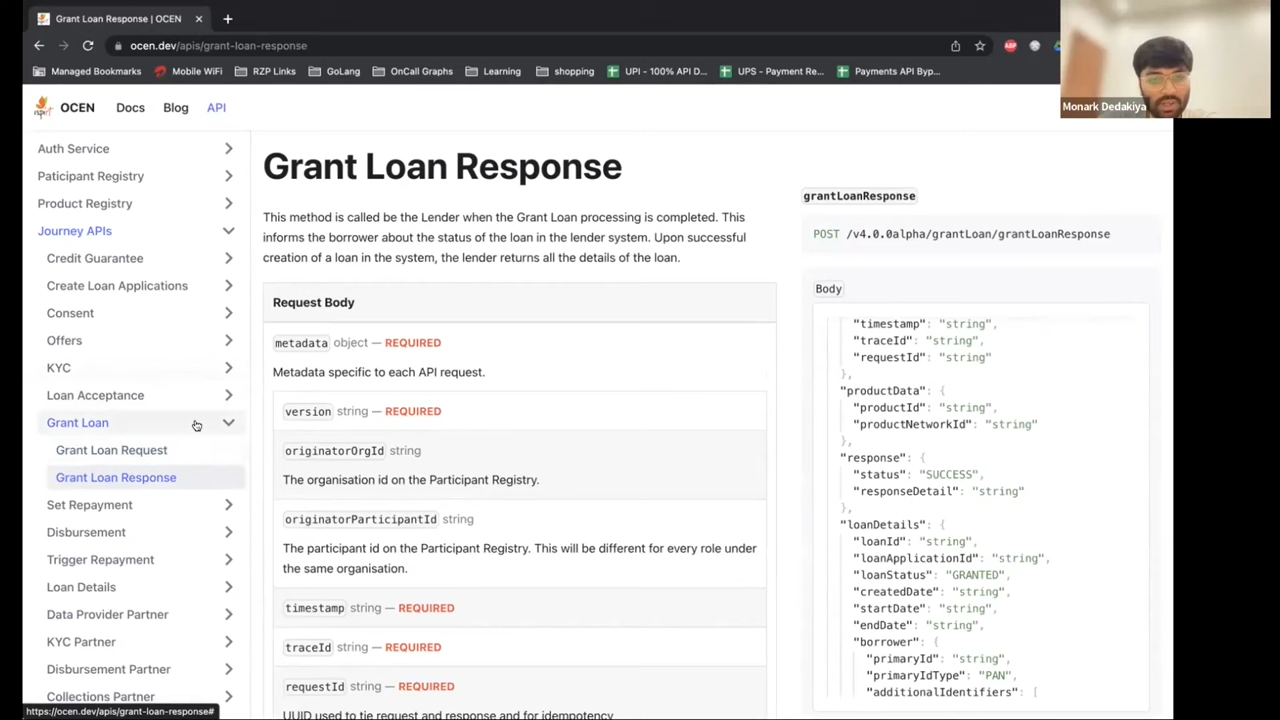 Grant Loan Response | OCEN
ocen.dev/apis/grant-loan-response
Managed Bookmarks
Mobile WiFi
RZP Links
GoLang
OnCall Graphs
Learning
shopping
UPI - 100% API D...
UPS - Payment Re...
Payments API Byp...
Monark Dedakiya
OCEN
Docs
Blog
API
Auth Service
Paticipant Registry
Product Registry
Journey APIs
Credit Guarantee
Create Loan Applications
Consent
Offers
KYC
Loan Acceptance
Grant Loan
Grant Loan Request
Grant Loan Response
Set Repayment
Disbursement
Trigger Repayment
Loan Details
Data Provider Partner
KYC Partner
Disbursement Partner
Collections Partner
https://ocen.dev/apis/grant-loan-response#
Grant Loan Response
This method is called be the Lender when the Grant Loan processing is completed. This
informs the borrower about the status of the loan in the lender system. Upon successful
creation of a loan in the system, the lender returns all the details of the loan.
Request Body
metadata object — REQUIRED
Metadata specific to each API request.
version string — REQUIRED
originatorOrgId string
The organisation id on the Participant Registry.
originatorParticipantId string
The participant id on the Participant Registry. This will be different for every role under
the same organisation.
timestamp string — REQUIRED
traceId string — REQUIRED
requestId string — REQUIRED
UUID used to tie request and response and for idempotency
grantLoanResponse
POST /v4.0.0alpha/grantLoan/grantLoanResponse
Body
"timestamp": "string",
"traceId": "string",
"requestId": "string"
},
"productData": {
"productId": "string",
"productNetworkId": "string"
},
"response": {
"status": "SUCCESS",
"responseDetail": "string"
},
"loanDetails": {
"loanId": "string",
"loanApplicationId": "string",
"loanStatus": "GRANTED",
"createdDate": "string",
"startDate": "string",
"endDate": "string",
"borrower": {
"primaryId": "string",
"primaryIdType": "PAN",
"additionalIdentifiers": [